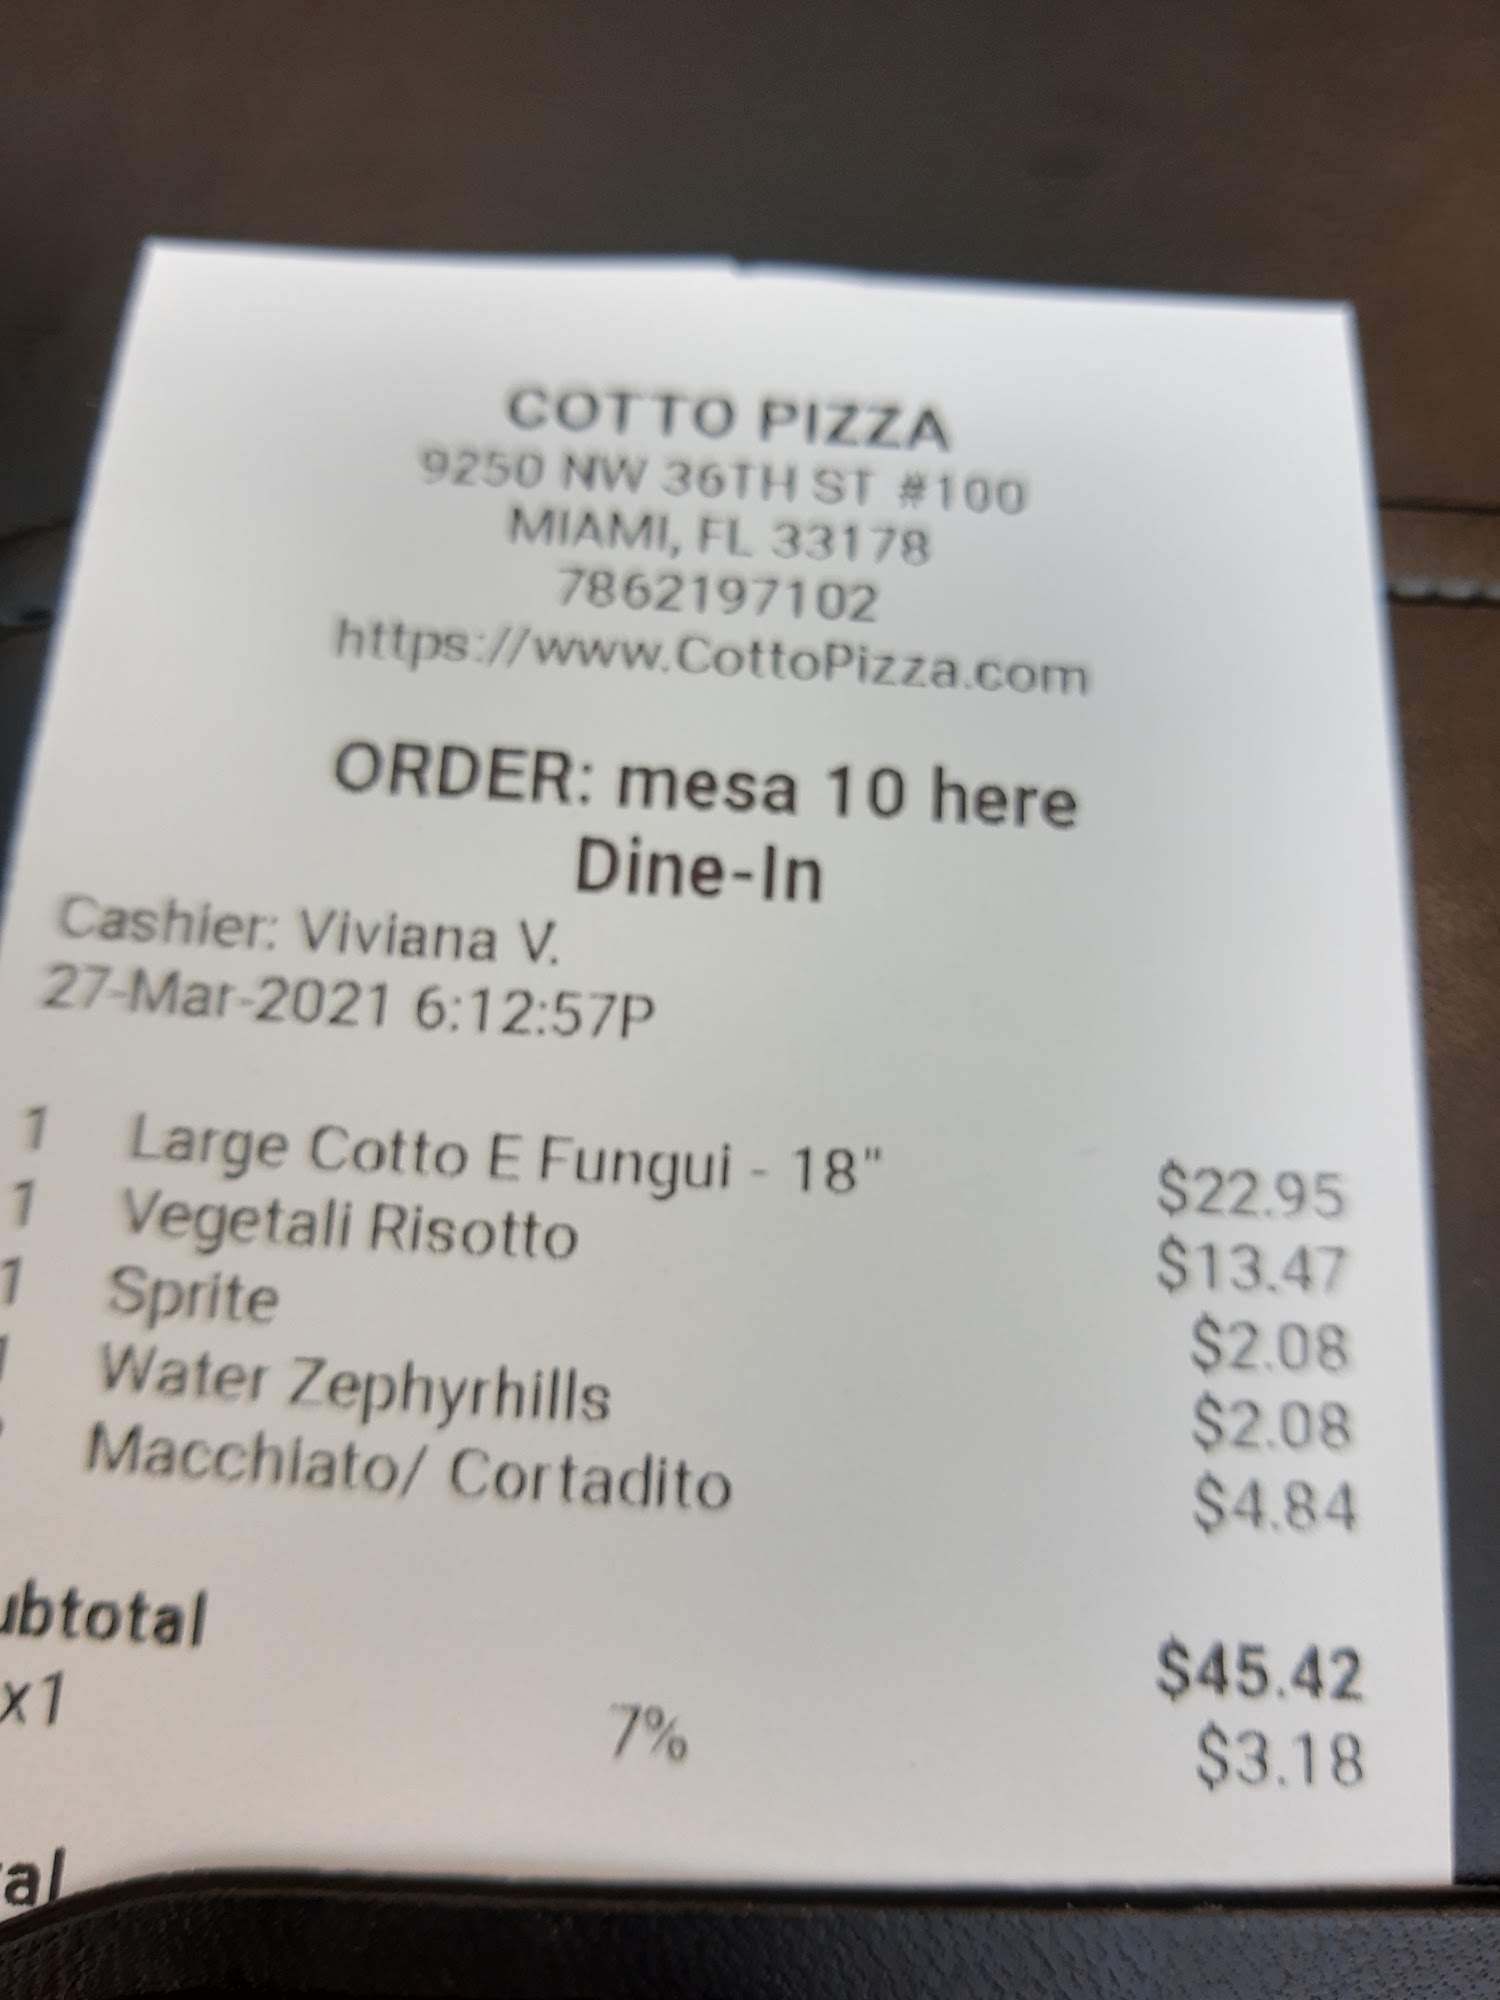 COTTO PIZZA
9250 NW 36TH ST #100
MIAMI, FL 33178
7862197102
https://www.CottoPizza.com
ORDER: mesa 10 here
Dine-In
Cashier: Viviana V.
27-Mar-2021 6:12:57P
1 Large Cotto E Fungui - 18" $22.95
1 Vegetali Risotto $13.47
1 Sprite $2.08
1 Water Zephyrhills $2.08
Macchiato/ Cortadito $4.84
ubtotal $45.42
x1 7% $3.18
al